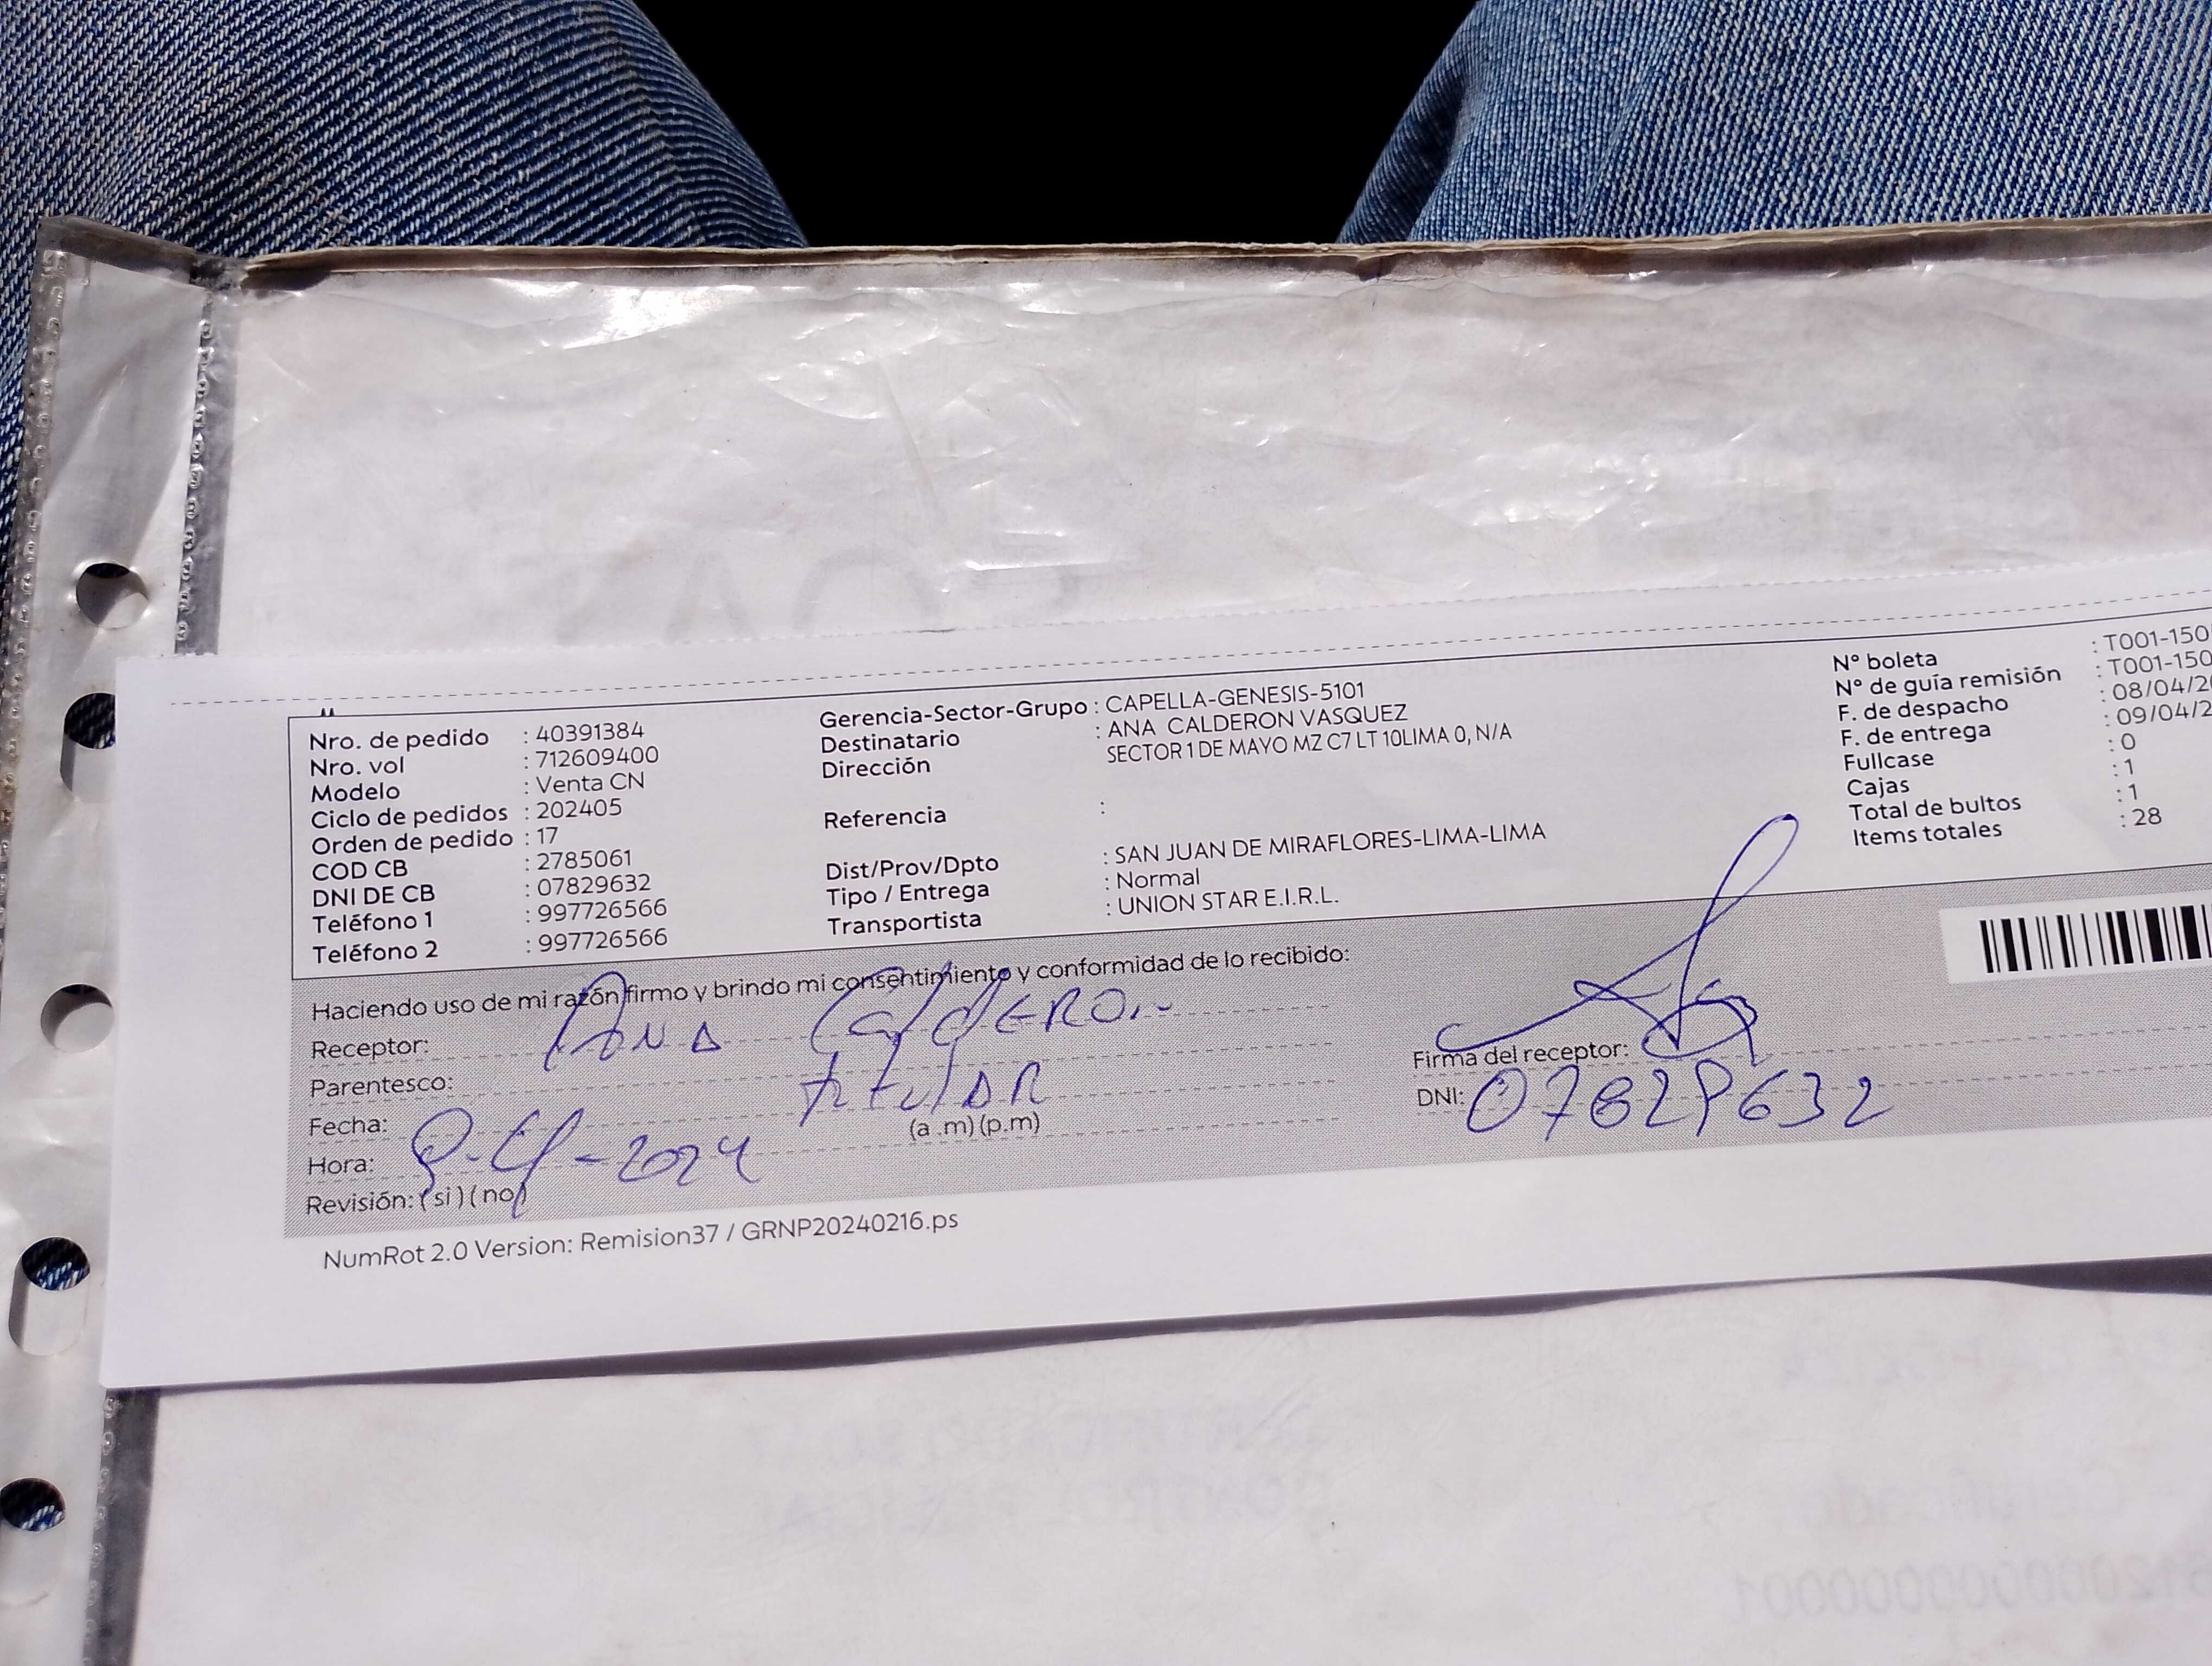 Nro. de pedido : 40391384
Nro. vol : 712609400
Modelo : Venta CN
Ciclo de pedidos : 202405
Orden de pedido : 17
COD CB : 2785061
DNI DE CB : 07829632
Teléfono 1 : 997726566
Teléfono 2 : 997726566
Gerencia-Sector-Grupo : CAPELLA-GENESIS-5101
Destinatario : ANA CALDERON VASQUEZ
Dirección SECTOR 1 DE MAYO MZ C7 LT 10LIMA 0, N/A
Referencia :
Dist/Prov/Dpto : SAN JUAN DE MIRAFLORES-LIMA-LIMA
Tipo / Entrega : Normal
Transportista : UNION STAR E.I.R.L.
N° boleta : T001-150
N° de guía remisión : T001-150
F. de despacho : 08/04/2
F. de entrega : 09/04/2
Fullcase : 0
Cajas : 1
Total de bultos : 1
Items totales : 28
Haciendo uso de mi razón firmo y brindo mi consentimiento y conformidad de lo recibido:
Receptor: Ana CaldERON
Parentesco: titulAR
Fecha: (a .m) (p.m)
Hora: 9-4-2024
Revisión: ( si ) ( no )
Firma del receptor:
DNI: 07829632
NumRot 2.0 Version: Remision37 / GRNP20240216.ps